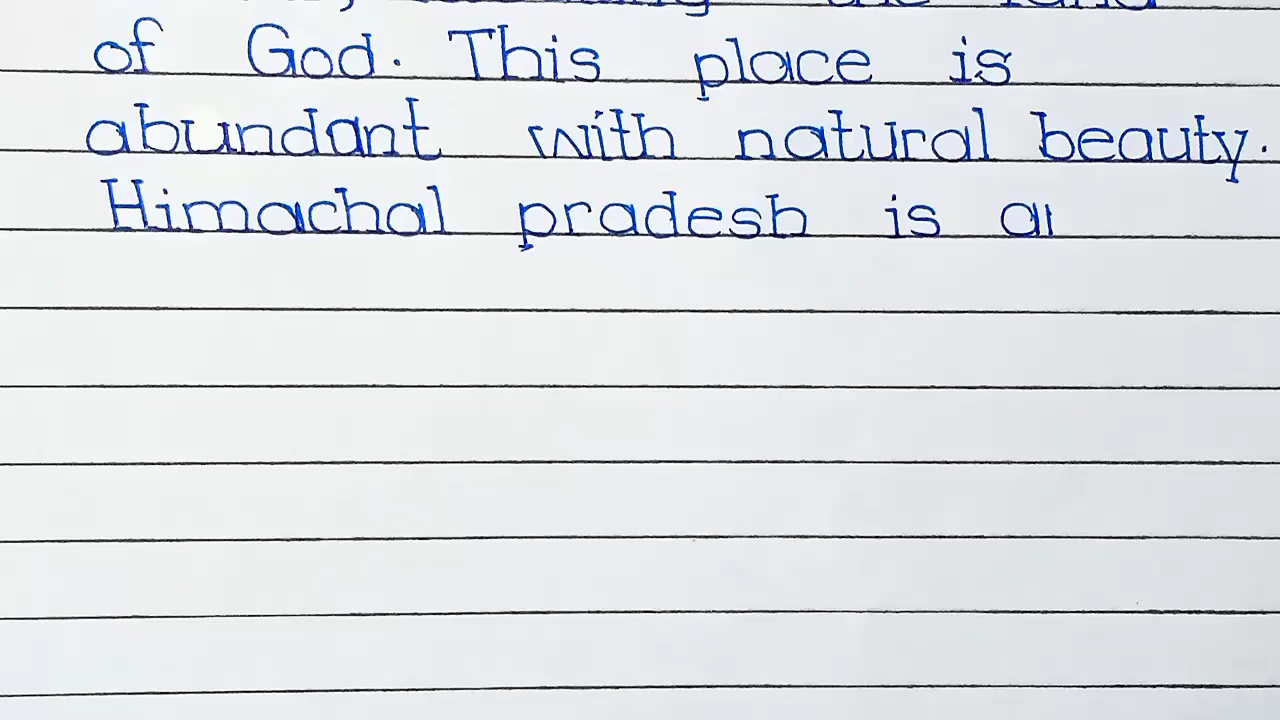 of God. This place is
abundant with natural beauty.
Himachal pradesh is